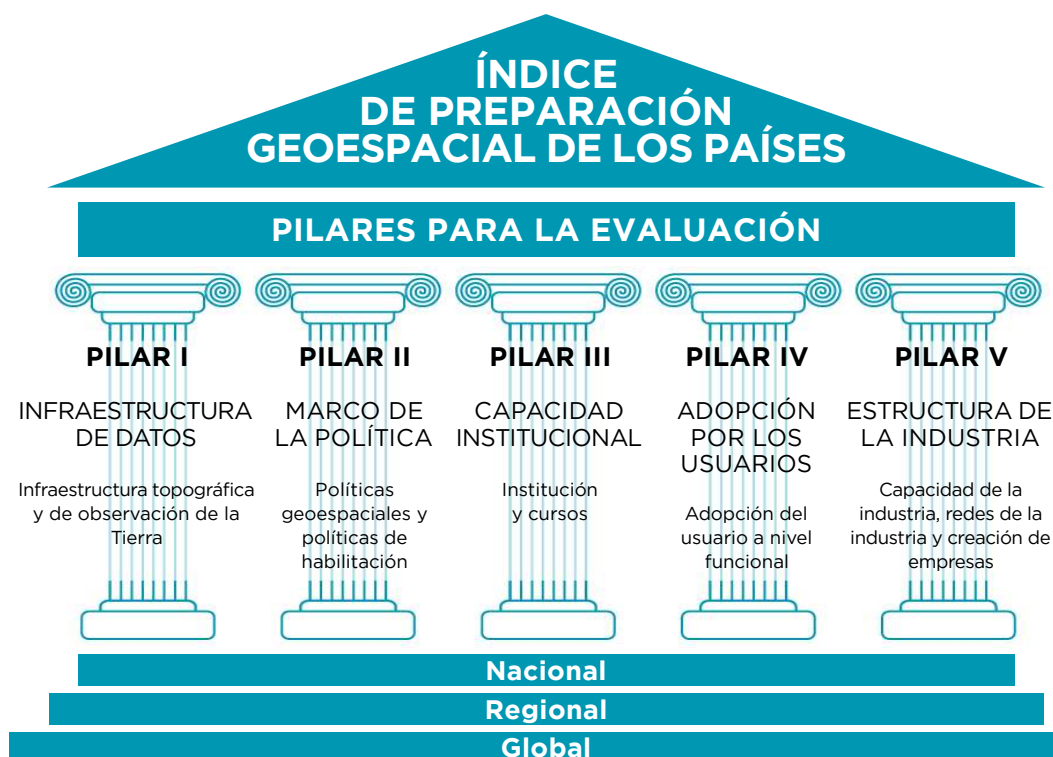 ÍNDICE
DE PREPARACIÓN
GEOESPACIAL DE LOS PAÍSES
PILARES PARA LA EVALUACIÓN
PILAR I
INFRAESTRUCTURA
DE DATOS
Infraestructura topográfica
y de observación de la
Tierra
PILAR II
MARCO DE
LA POLÍTICA
Políticas
geoespaciales y
políticas de
habilitación
PILAR III
CAPACIDAD
INSTITUCIONAL
Institución
y cursos
PILAR IV
ADOPCIÓN
POR LOS
USUARIOS
Adopción del
usuario a nivel
funcional
PILAR V
ESTRUCTURA DE
LA INDUSTRIA
Capacidad de la
industria, redes de la
industria y creación de
empresas
Nacional
Regional
Global